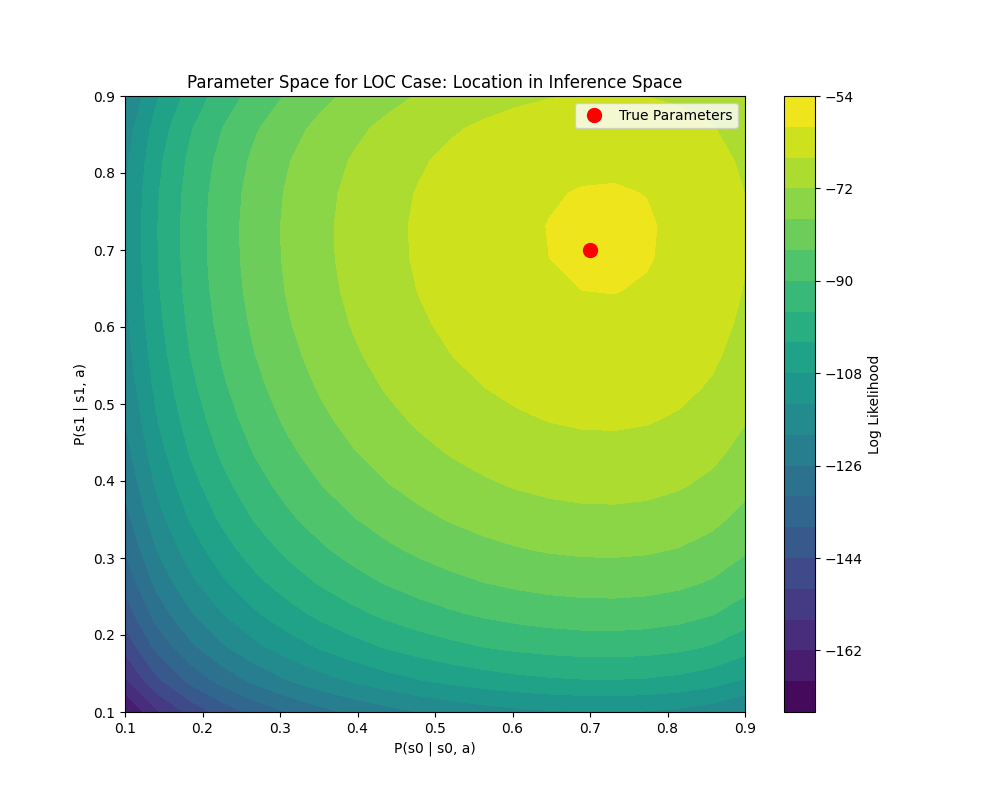 Parameter Space for LOC Case: Location in Inference Space
True Parameters
P(s1 | s1, a)
0.9
0.8
0.7
0.6
0.5
0.4
0.3
0.2
0.1
0.1 0.2 0.3 0.4 0.5 0.6 0.7 0.8 0.9
P(s0 | s0, a)
−54
−72
−90
−108
−126
−144
−162
Log Likelihood